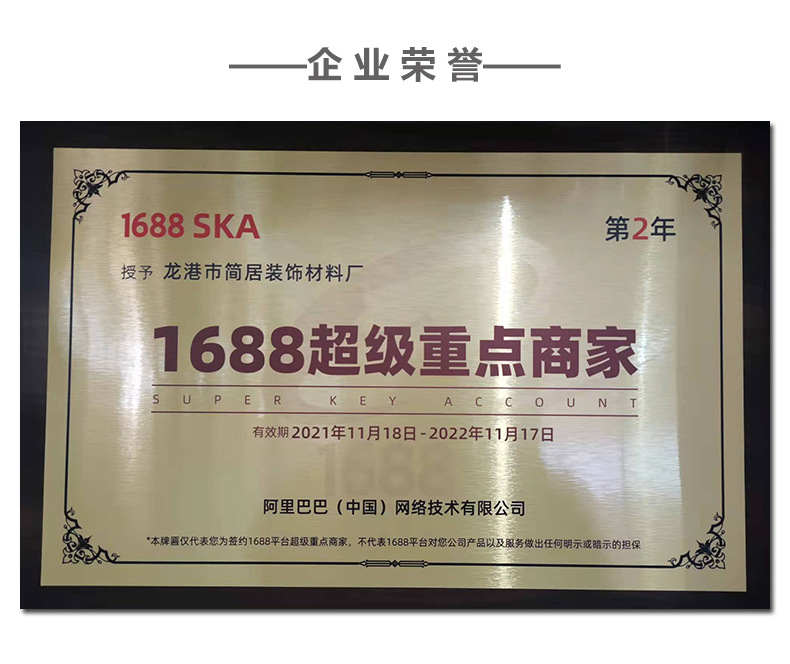 企业荣誉
1688 SKA
第2年
授予 龙港市简居装饰材料厂
1688超级重点商家
SUPER KEY ACCOUNT
有效期2021年11月18日-2022年11月17日
1688
阿里巴巴（中国）网络技术有限公司
*本牌匾仅代表您为签约1688平台超级重点商家，不代表1688平台对您公司产品以及服务做出任何明示或暗示的担保